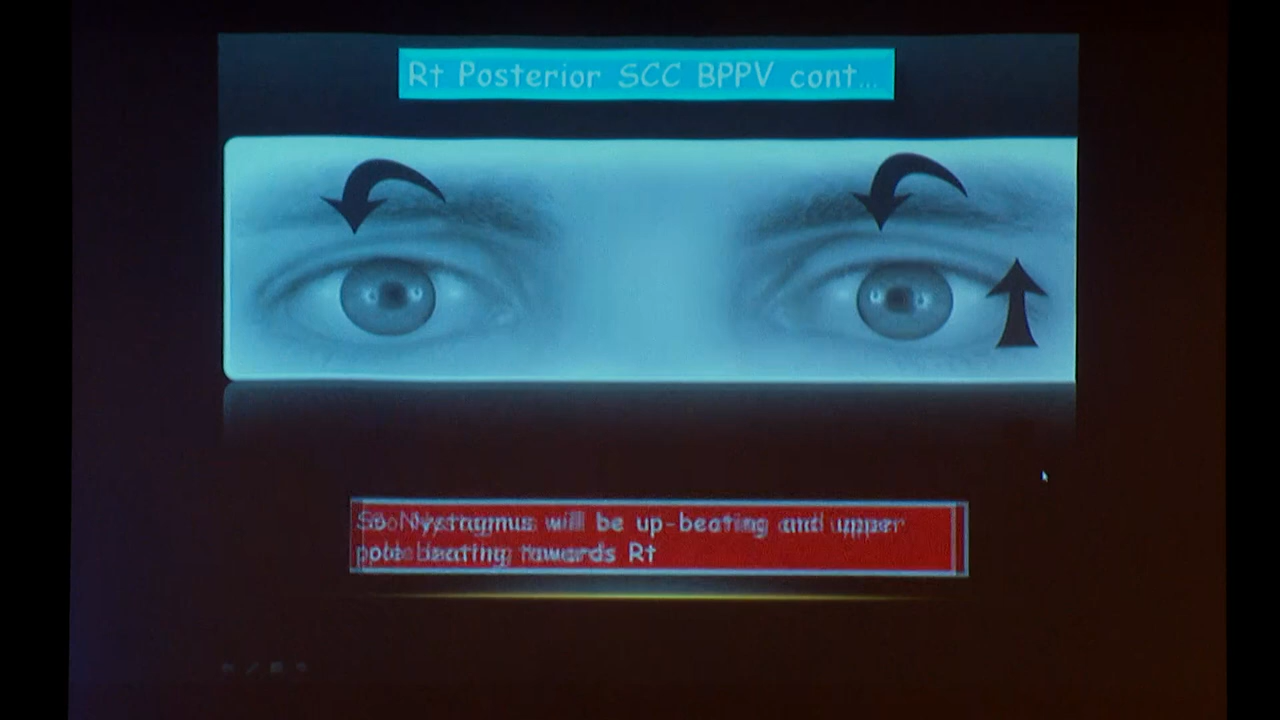 Rt Posterior SCC BPPV cont...
So Nystagmus will be up-beating and upper
pole beating towards Rt